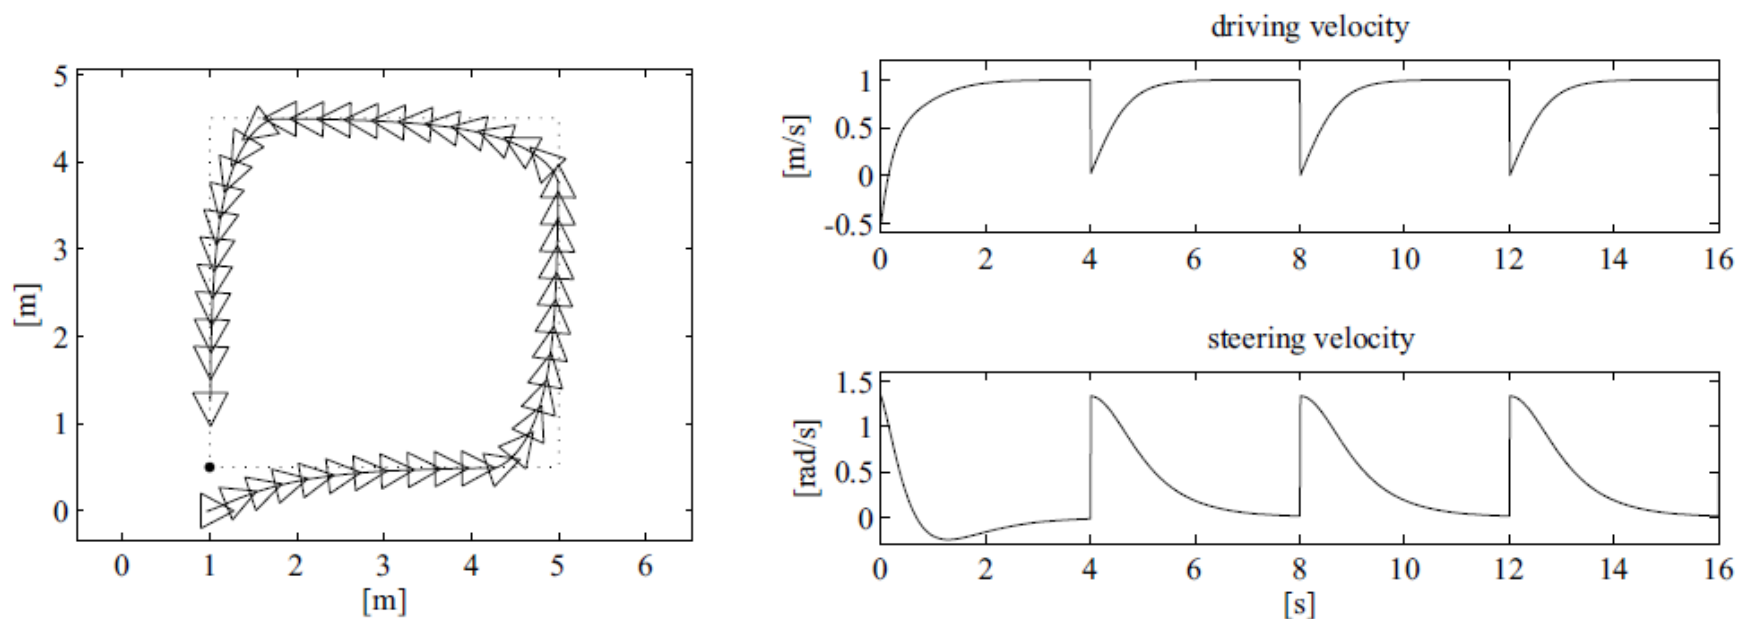 5
4
3
2
1
0
[m]
0 1 2 3 4 5 6
[m]
driving velocity
1
0.5
0
-0.5
[m/s]
0 2 4 6 8 10 12 14 16
steering velocity
1.5
1
0.5
0
[rad/s]
0 2 4 6 8 10 12 14 16
[s]